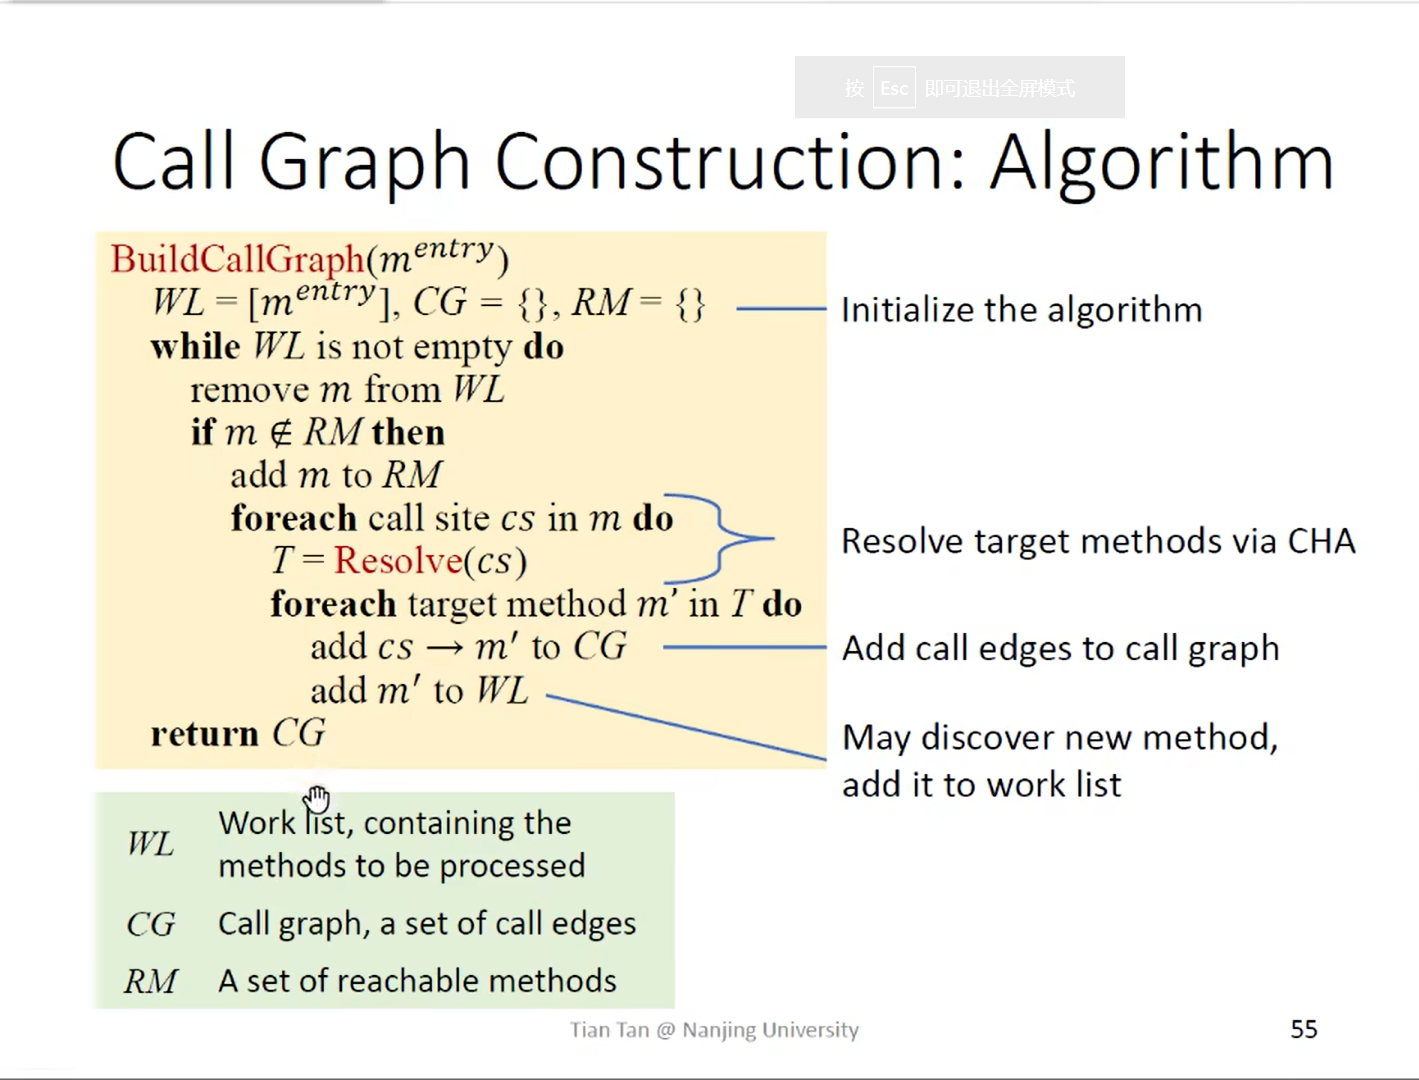 按 Esc 即可退出全屏模式
Call Graph Construction: Algorithm
BuildCallGraph(m^entry)
WL = [m^entry], CG = {}, RM = {}
while WL is not empty do
remove m from WL
if m ∉ RM then
add m to RM
foreach call site cs in m do
T = Resolve(cs)
foreach target method m′ in T do
add cs → m′ to CG
add m′ to WL
return CG
Initialize the algorithm
Resolve target methods via CHA
Add call edges to call graph
May discover new method,
add it to work list
WL Work list, containing the
methods to be processed
CG Call graph, a set of call edges
RM A set of reachable methods
Tian Tan @ Nanjing University
55